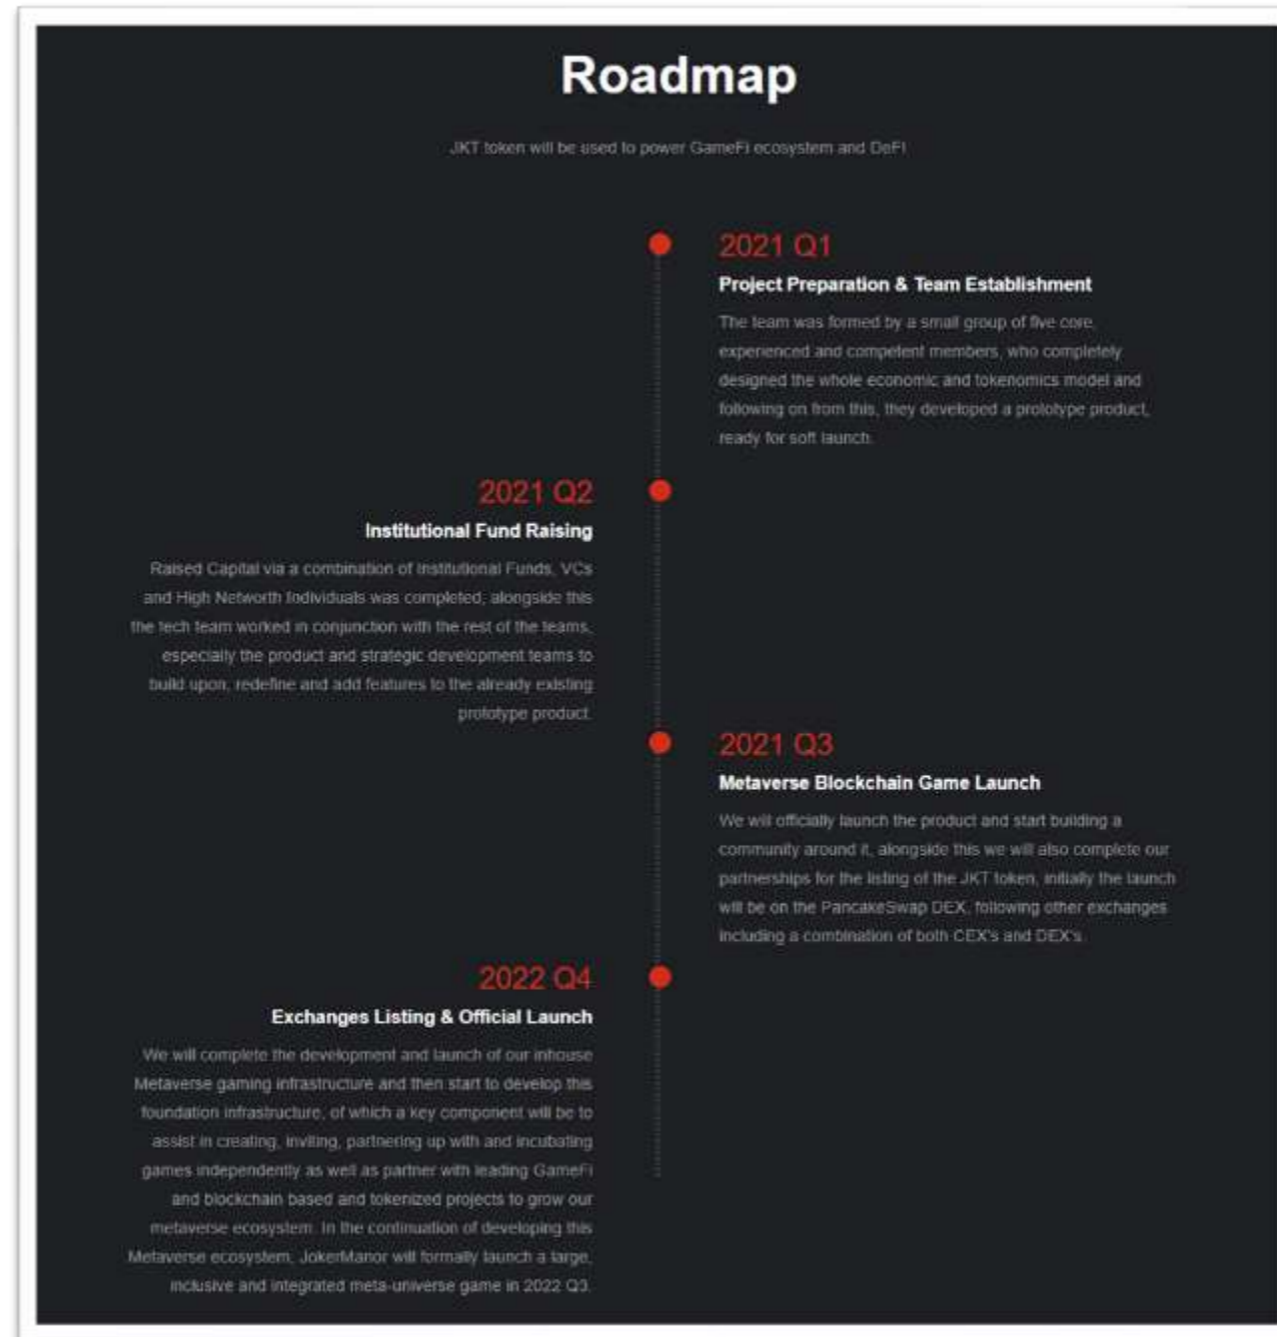 Roadmap
JKT token will be used to power GameFi ecosystem and DeFi
2021 Q1
Project Preparation & Team Establishment
The team was formed by a small group of five core,
experienced and competent members, who completely
designed the whole economic and tokenomics model and
following on from this, they developed a prototype product,
ready for soft launch.
2021 Q2
Institutional Fund Raising
Raised Capital via a combination of Institutional Funds, VCs
and High Networth Individuals was completed, alongside this
the tech team worked in conjunction with the rest of the teams,
especially the product and strategic development teams to
build upon, redefine and add features to the already existing
prototype product.
2021 Q3
Metaverse Blockchain Game Launch
We will officially launch the product and start building a
community around it, alongside this we will also complete our
partnerships for the listing of the JKT token, initially the launch
will be on the PancakeSwap DEX, following other exchanges
including a combination of both CEX's and DEX's.
2022 Q4
Exchanges Listing & Official Launch
We will complete the development and launch of our inhouse
Metaverse gaming infrastructure and then start to develop this
foundation infrastructure, of which a key component will be to
assist in creating, inviting, partnering up with and incubating
games independently as well as partner with leading GameFi
and blockchain based and tokenized projects to grow our
metaverse ecosystem. In the continuation of developing this
Metaverse ecosystem, JokerManor will formally launch a large,
inclusive and integrated meta-universe game in 2022 Q3.